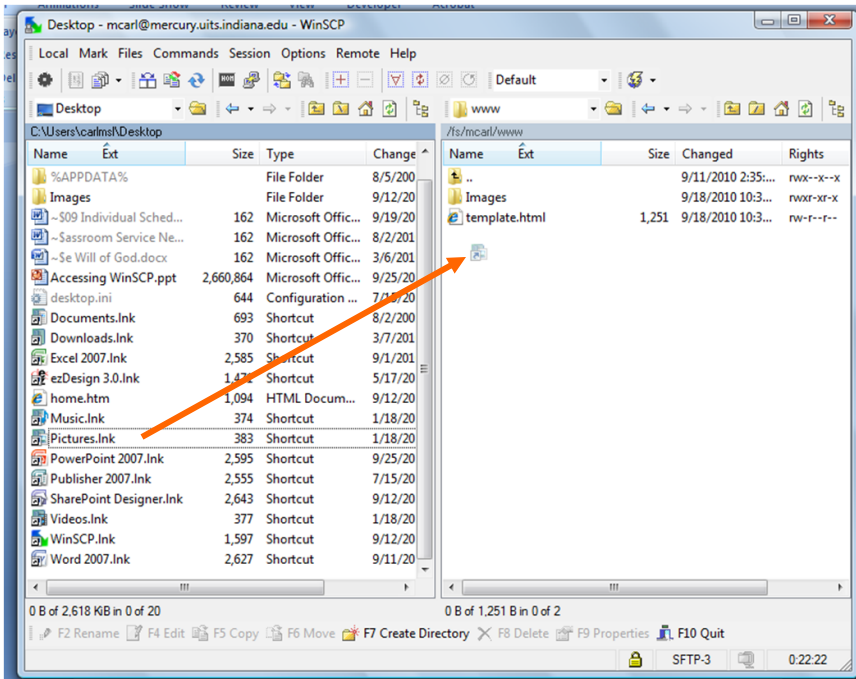 Animations Slide Show Review View Developer Acrobat
Desktop - mcarl@mercury.uits.indiana.edu - WinSCP
Local Mark Files Commands Session Options Remote Help
Default
Desktop www
C:\Users\carlmsl\Desktop /fs/mcarl/www
Name Ext Size Type Change Name Ext Size Changed Rights
%APPDATA% File Folder 8/5/200 .. 9/11/2010 2:35:... rwx--x--x
Images File Folder 9/12/20 Images 9/18/2010 10:3... rwxr-xr-x
~$09 Individual Sched... 162 Microsoft Offic... 9/19/20 template.html 1,251 9/18/2010 10:3... rw-r--r--
~$assroom Service Ne... 162 Microsoft Offic... 8/2/201
~$e Will of God.docx 162 Microsoft Offic... 3/6/201
Accessing WinSCP.ppt 2,660,864 Microsoft Offic... 9/25/20
desktop.ini 644 Configuration ... 7/15/20
Documents.lnk 693 Shortcut 8/2/200
Downloads.lnk 370 Shortcut 3/7/201
Excel 2007.lnk 2,585 Shortcut 9/1/201
ezDesign 3.0.lnk 1,471 Shortcut 5/17/20
home.htm 1,094 HTML Docum... 9/12/20
Music.lnk 374 Shortcut 1/18/20
Pictures.lnk 383 Shortcut 1/18/20
PowerPoint 2007.lnk 2,595 Shortcut 9/25/20
Publisher 2007.lnk 2,555 Shortcut 7/15/20
SharePoint Designer.lnk 2,643 Shortcut 9/12/20
Videos.lnk 377 Shortcut 1/18/20
WinSCP.lnk 1,597 Shortcut 9/12/20
Word 2007.lnk 2,627 Shortcut 9/11/20
0 B of 2,618 KiB in 0 of 20 0 B of 1,251 B in 0 of 2
F2 Rename F4 Edit F5 Copy F6 Move F7 Create Directory F8 Delete F9 Properties F10 Quit
SFTP-3 0:22:22